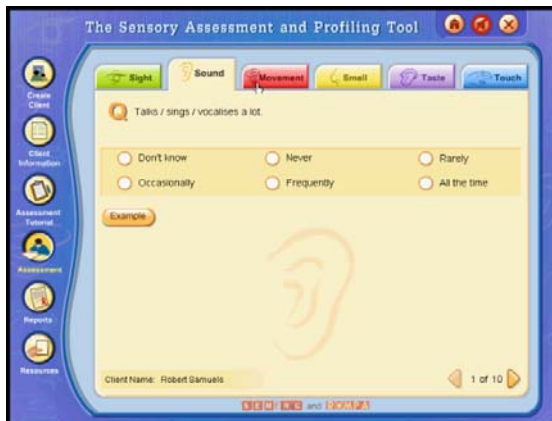 The Sensory Assessment and Profiling Tool
Sight
Sound
Movement
Smell
Taste
Touch
Create
Client
Client
Information
Assessment
Tutorial
Assessment
Reports
Resources
Q Talks / sings / vocalises a lot.
Don't know
Never
Rarely
Occasionally
Frequently
All the time
Example
Client Name: Robert Samuels
1 of 10
and